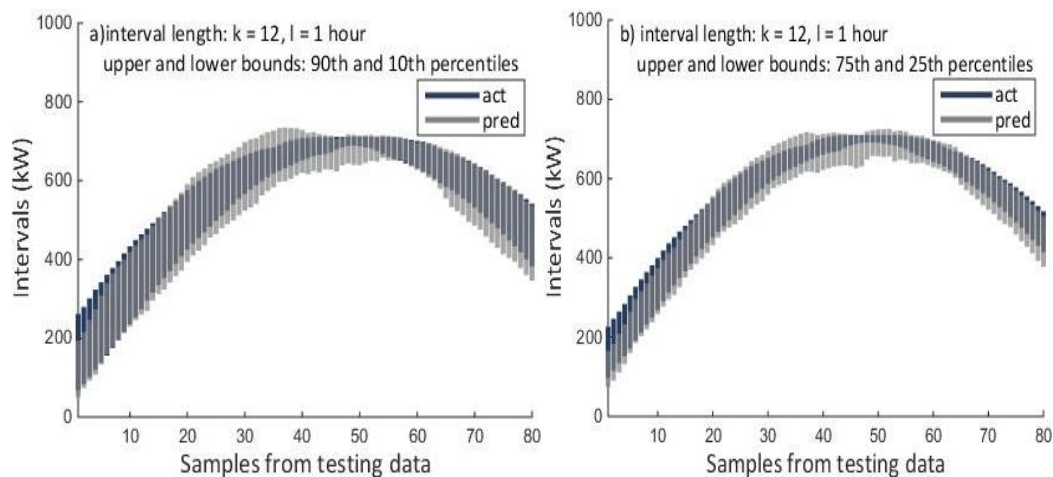 a)interval length: k = 12, l = 1 hour
upper and lower bounds: 90th and 10th percentiles
act
pred
Intervals (kW)
1000
800
600
400
200
0
10 20 30 40 50 60 70 80
Samples from testing data
b) interval length: k = 12, l = 1 hour
upper and lower bounds: 75th and 25th percentiles
act
pred
Intervals (kW)
1000
800
600
400
200
0
10 20 30 40 50 60 70 80
Samples from testing data